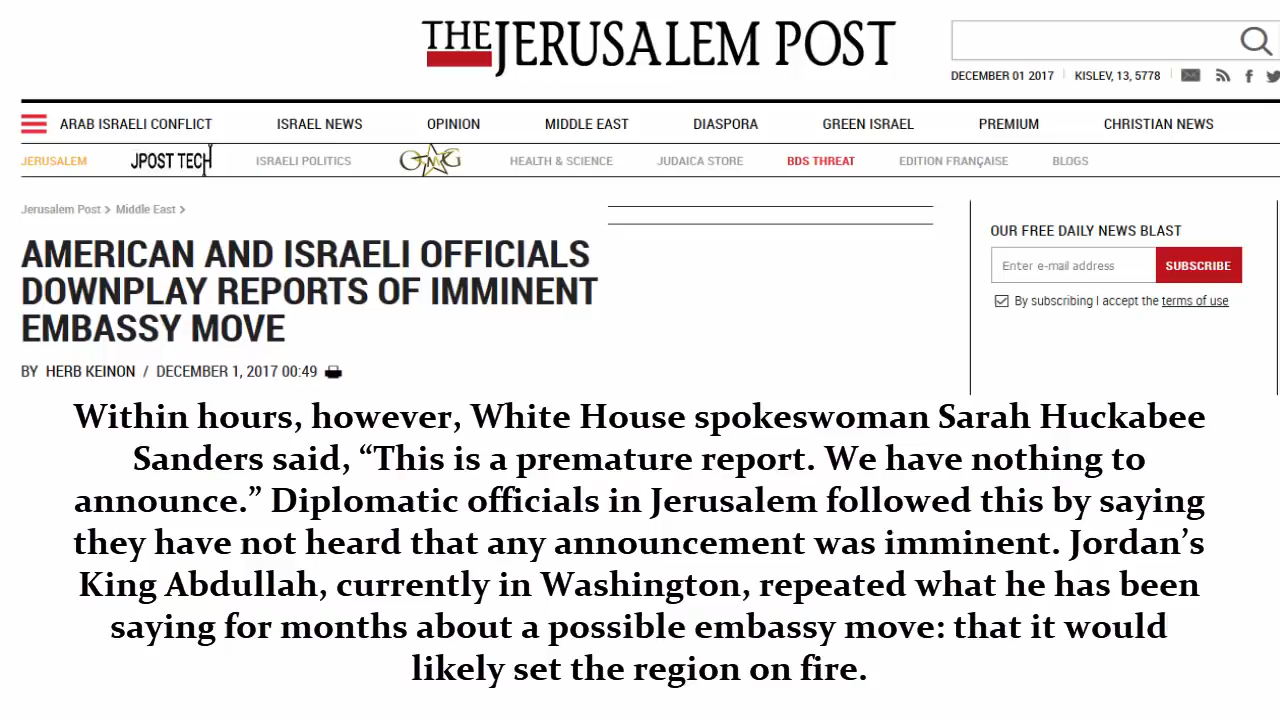 THE JERUSALEM POST
DECEMBER 01 2017 KISLEV, 13, 5778
ARAB ISRAELI CONFLICT ISRAEL NEWS OPINION MIDDLE EAST DIASPORA GREEN ISRAEL PREMIUM CHRISTIAN NEWS
JERUSALEM JPOST TECH ISRAELI POLITICS OMG HEALTH & SCIENCE JUDAICA STORE BDS THREAT EDITION FRANÇAISE BLOGS
Jerusalem Post > Middle East >
AMERICAN AND ISRAELI OFFICIALS
DOWNPLAY REPORTS OF IMMINENT
EMBASSY MOVE
BY HERB KEINON / DECEMBER 1, 2017 00:49
OUR FREE DAILY NEWS BLAST
Enter e-mail address SUBSCRIBE
By subscribing I accept the terms of use
Within hours, however, White House spokeswoman Sarah Huckabee
Sanders said, “This is a premature report. We have nothing to
announce.” Diplomatic officials in Jerusalem followed this by saying
they have not heard that any announcement was imminent. Jordan’s
King Abdullah, currently in Washington, repeated what he has been
saying for months about a possible embassy move: that it would
likely set the region on fire.